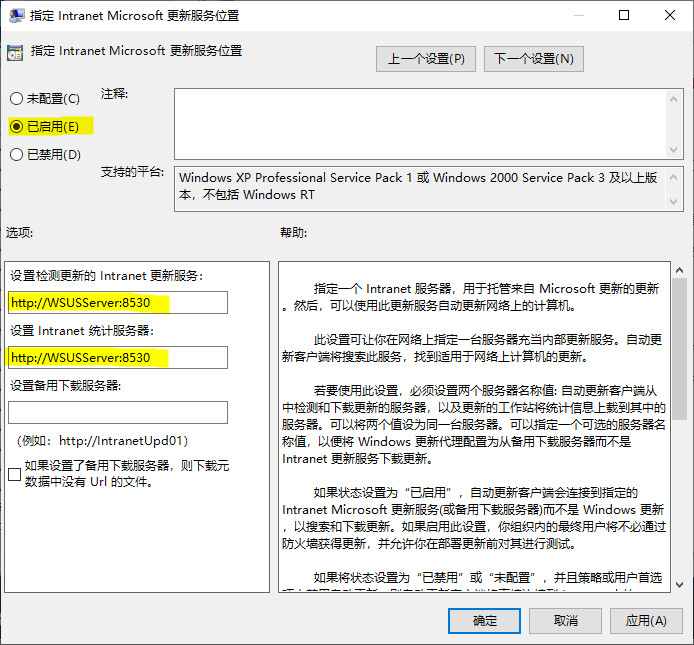 指定 Intranet Microsoft 更新服务位置
指定 Intranet Microsoft 更新服务位置
上一个设置(P)
下一个设置(N)
未配置(C)
注释:
已启用(E)
已禁用(D)
支持的平台:
Windows XP Professional Service Pack 1 或 Windows 2000 Service Pack 3 及以上版
本，不包括 Windows RT
选项:
帮助:
设置检测更新的 Intranet 更新服务:
http://WSUSServer:8530
设置 Intranet 统计服务器:
http://WSUSServer:8530
设置备用下载服务器:
(例如: http://IntranetUpd01)
如果设置了备用下载服务器，则下载元
数据中没有 Url 的文件。
指定一个 Intranet 服务器，用于托管来自 Microsoft 更新的更新
。然后，可以使用此更新服务自动更新网络上的计算机。
此设置可让你在网络上指定一台服务器充当内部更新服务。自动更
新客户端将搜索此服务，找到适用于网络上计算机的更新。
若要使用此设置，必须设置两个服务器名称值: 自动更新客户端从
中检测和下载更新的服务器，以及更新的工作站将统计信息上载到其中的
服务器。可以将两个值设为同一台服务器。可以指定一个可选的服务器名
称值，以便将 Windows 更新代理配置为从备用下载服务器而不是
Intranet 更新服务下载更新。
如果状态设置为“已启用”，自动更新客户端会连接到指定的
Intranet Microsoft 更新服务(或备用下载服务器)而不是 Windows 更新
，以搜索和下载更新。如果启用此设置，你组织内的最终用户将不必通过
防火墙获得更新，并允许你在部署更新前对其进行测试。
如果将状态设置为“已禁用”或“未配置”，并且策略或用户首选
确定
取消
应用(A)